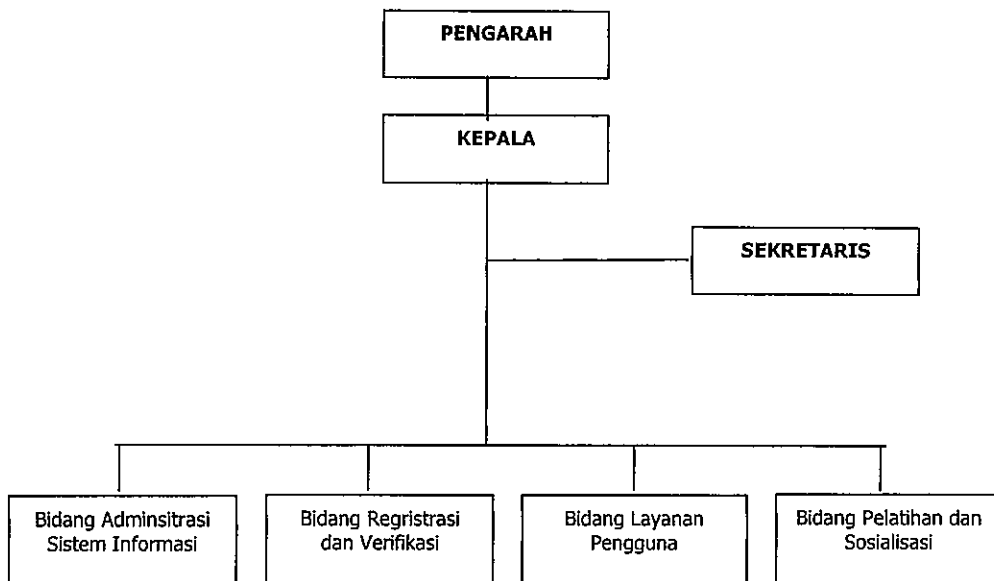 PENGARAH
KEPALA
SEKRETARIS
Bidang Adminsitrasi
Sistem Informasi
Bidang Regristrasi
dan Verifikasi
Bidang Layanan
Pengguna
Bidang Pelatihan dan
Sosialisasi